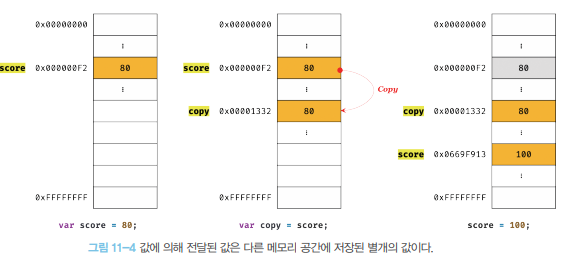 0x00000000 0x00000000 0x00000000
⋮ ⋮ ⋮
score 0x000000F2 80 score 0x000000F2 80 0x000000F2 80
⋮ ⋮ Copy ⋮
copy 0x00001332 80 copy 0x00001332 80
⋮ ⋮
score 0x0669F913 100
⋮
0xFFFFFFFF 0xFFFFFFFF 0xFFFFFFFF
var score = 80; var copy = score; score = 100;
그림 11-4 값에 의해 전달된 값은 다른 메모리 공간에 저장된 별개의 값이다.